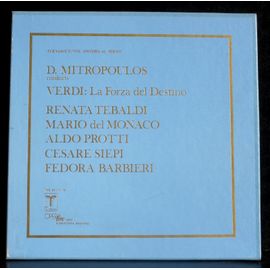 D. MITROPOULOS
conducts
VERDI: La Forza del Destino
RENATA TEBALDI
MARIO del MONACO
ALDO PROTTI
CESARE SIEPI
FEDORA BARBIERI